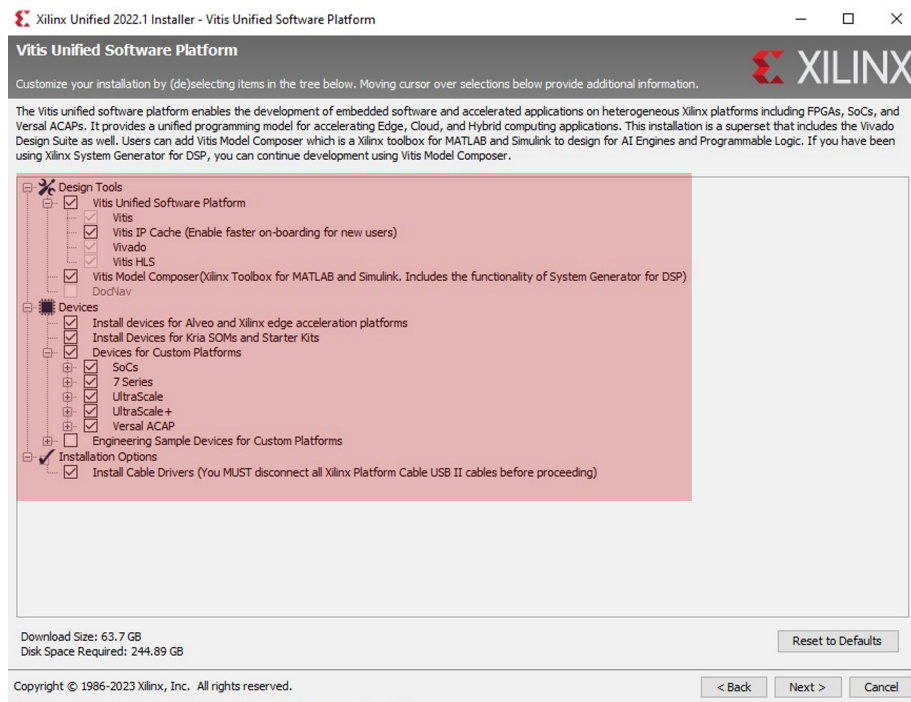 Xilinx Unified 2022.1 Installer - Vitis Unified Software Platform
Vitis Unified Software Platform
Customize your installation by (de)selecting items in the tree below. Moving cursor over selections below provide additional information.
XILINX
The Vitis unified software platform enables the development of embedded software and accelerated applications on heterogeneous Xilinx platforms including FPGAs, SoCs, and
Versal ACAPs. It provides a unified programming model for accelerating Edge, Cloud, and Hybrid computing applications. This installation is a superset that includes the Vivado
Design Suite as well. Users can add Vitis Model Composer which is a Xilinx toolbox for MATLAB and Simulink to design for AI Engines and Programmable Logic. If you have been
using Xilinx System Generator for DSP, you can continue development using Vitis Model Composer.
Design Tools
Vitis Unified Software Platform
Vitis
Vitis IP Cache (Enable faster on-boarding for new users)
Vivado
Vitis HLS
Vitis Model Composer(Xilinx Toolbox for MATLAB and Simulink. Includes the functionality of System Generator for DSP)
DocNav
Devices
Install devices for Alveo and Xilinx edge acceleration platforms
Install Devices for Kria SOMs and Starter Kits
Devices for Custom Platforms
SoCs
7 Series
UltraScale
UltraScale+
Versal ACAP
Engineering Sample Devices for Custom Platforms
Installation Options
Install Cable Drivers (You MUST disconnect all Xilinx Platform Cable USB II cables before proceeding)
Download Size: 63.7 GB
Disk Space Required: 244.89 GB
Reset to Defaults
Copyright © 1986-2023 Xilinx, Inc. All rights reserved.
< Back Next > Cancel